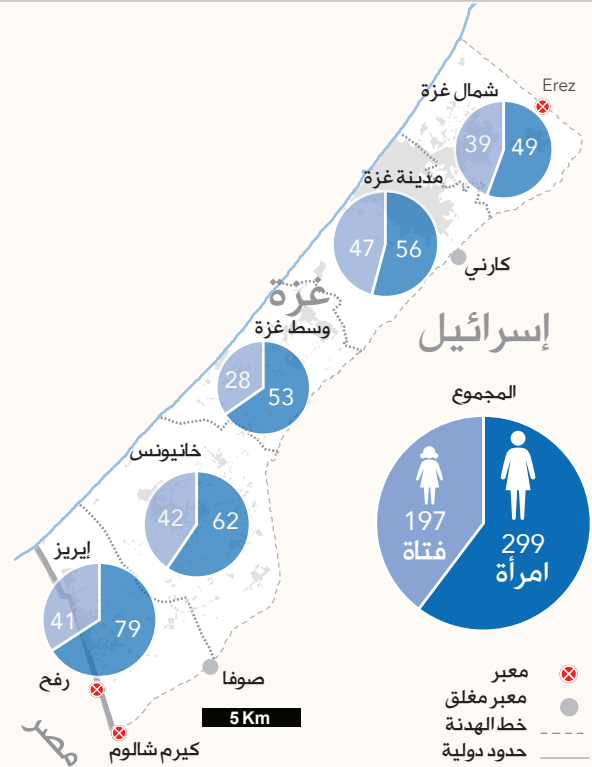 Erez
شمال غزة
39
49
مدينة غزة
47
56
كارني
غزة
إسرائيل
وسط غزة
28
53
المجموع
197
فتاة
299
امرأة
خانيونس
42
62
إيريز
41
79
رفح
صوفا
5 Km
مصر
كيرم شالوم
معبر
معبر مغلق
خط الهدنة
حدود دولية